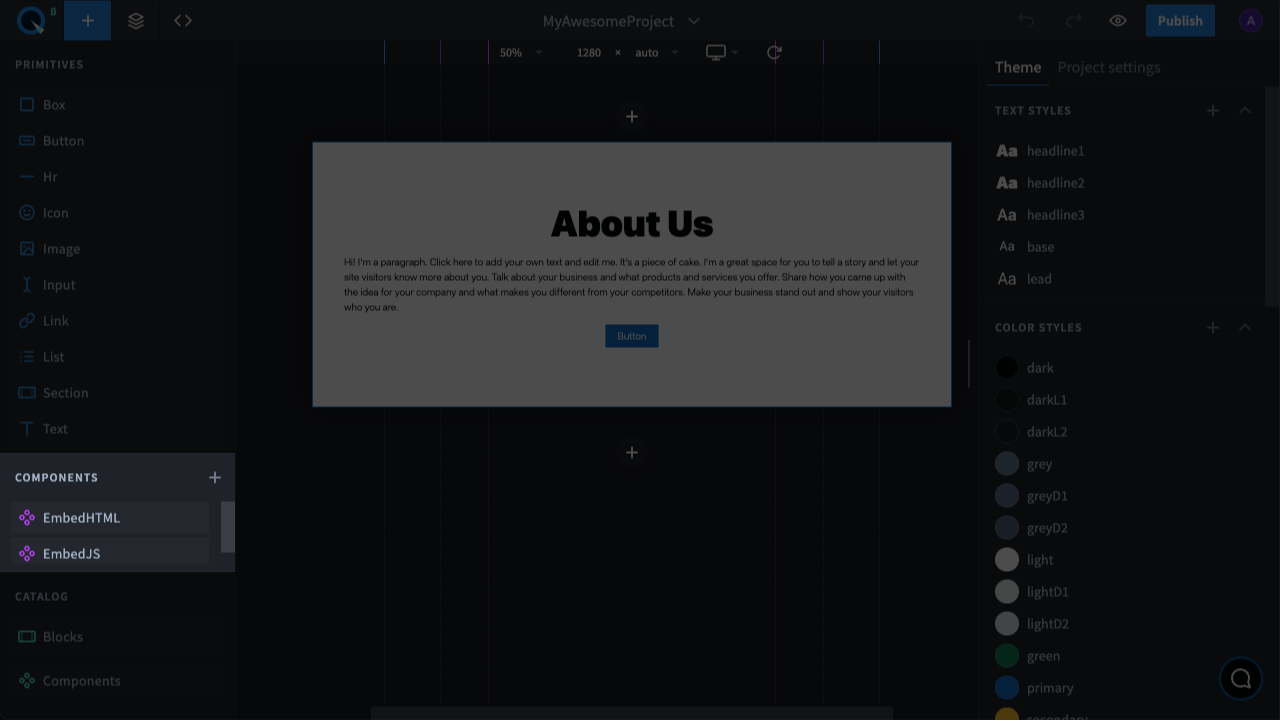 β
MyAwesomeProject
Publish
A
PRIMITIVES
Box
Button
Hr
Icon
Image
Input
Link
List
Section
Text
COMPONENTS
EmbedHTML
EmbedJS
CATALOG
Blocks
Components
50%
1280 × auto
About Us
Hi! I'm a paragraph. Click here to add your own text and edit me. It's a piece of cake. I'm a great space for you to tell a story and let your
site visitors know more about you. Talk about your business and what products and services you offer. Share how you came up with
the idea for your company and what makes you different from your competitors. Make your business stand out and show your visitors
who you are.
Button
Theme
Project settings
TEXT STYLES
Aa headline1
Aa headline2
Aa headline3
Aa base
Aa lead
COLOR STYLES
dark
darkL1
darkL2
grey
greyD1
greyD2
light
lightD1
lightD2
green
primary
secondary